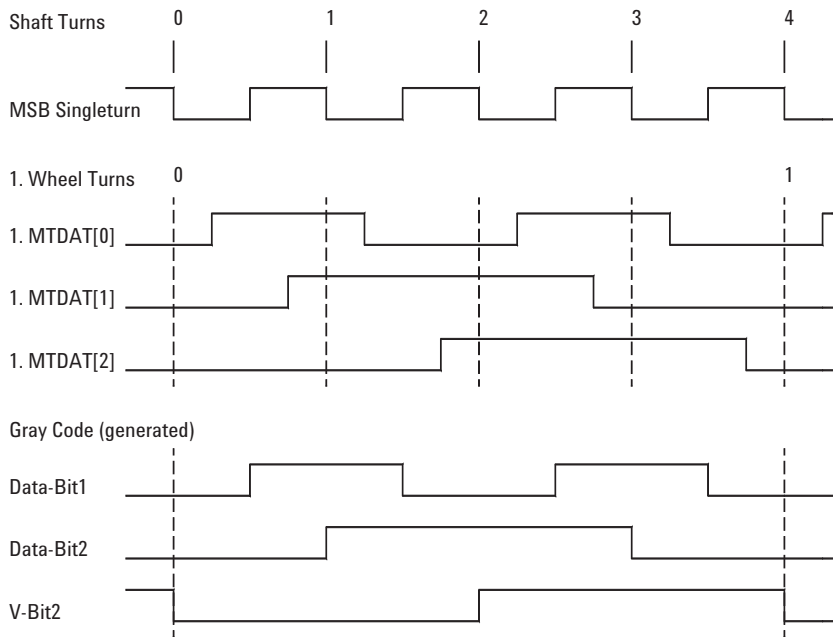 Shaft Turns 0 1 2 3 4
MSB Singleturn
1. Wheel Turns 0 1
1. MTDAT[0]
1. MTDAT[1]
1. MTDAT[2]
Gray Code (generated)
Data-Bit1
Data-Bit2
V-Bit2